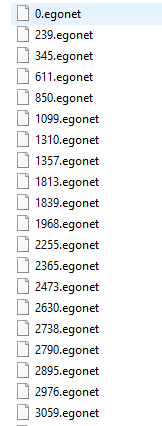 0.egonet
239.egonet
345.egonet
611.egonet
850.egonet
1099.egonet
1310.egonet
1357.egonet
1813.egonet
1839.egonet
1968.egonet
2255.egonet
2365.egonet
2473.egonet
2630.egonet
2738.egonet
2790.egonet
2895.egonet
2976.egonet
3059.egonet